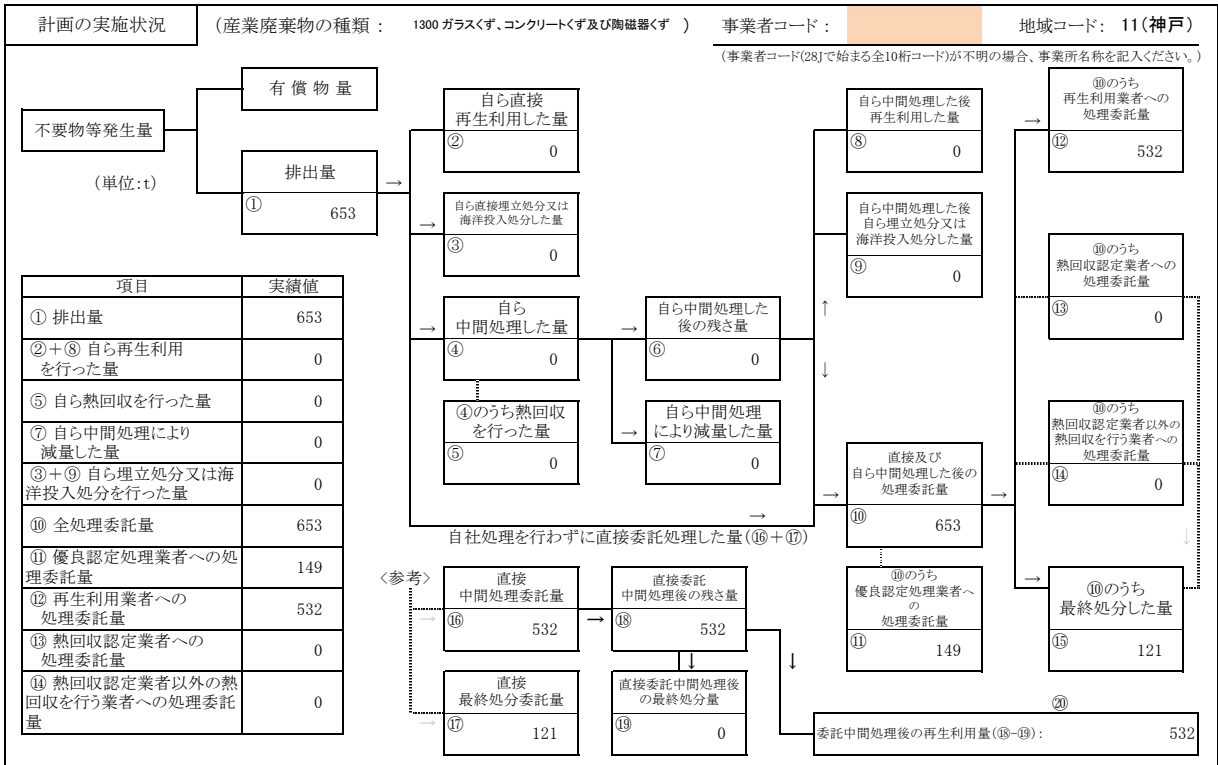 計画の実施状況
(産業廃棄物の種類： 1300 ガラスくず、コンクリートくず及び陶磁器くず )
事業者コード：
地域コード： 11(神戸)
(事業者コード(28Jで始まる全10桁コード)が不明の場合、事業所名称を記入ください。)
不要物等発生量
(単位:t)
有償物量
排出量
①
653
→
自ら直接
再生利用した量
②
0
→
自ら直接埋立処分又は
海洋投入処分した量
③
0
→
自ら
中間処理した量
④
0
④のうち熱回収
を行った量
⑤
0
→
自ら中間処理した
後の残さ量
⑥
0
→
自ら中間処理
により減量した量
⑦
0
自ら中間処理した後
再生利用した量
⑧
0
自ら中間処理した後
自ら埋立処分又は
海洋投入処分した量
⑨
0
↑
↓
→
→
自社処理を行わずに直接委託処理した量(⑯＋⑰)
直接及び
自ら中間処理した後の
処理委託量
⑩
653
→
⑩のうち
優良認定処理業者へ
の
処理委託量
⑪
149
→
⑩のうち
再生利用業者への
処理委託量
⑫
532
⑩のうち
熱回収認定業者への
処理委託量
⑬
0
⑩のうち
熱回収認定業者以外の
熱回収を行う業者への
処理委託量
⑭
0
↓
→
⑩のうち
最終処分した量
⑮
121
項目 実績値
① 排出量 653
②＋⑧ 自ら再生利用
を行った量 0
⑤ 自ら熱回収を行った量 0
⑦ 自ら中間処理により
減量した量 0
③＋⑨ 自ら埋立処分又は海
洋投入処分を行った量 0
⑩ 全処理委託量 653
⑪ 優良認定処理業者への処
理委託量 149
⑫ 再生利用業者への
処理委託量 532
⑬ 熱回収認定業者への
処理委託量 0
⑭ 熱回収認定業者以外の熱
回収を行う業者への処理委託
量 0
〈参考〉
→
直接
中間処理委託量
⑯
532
→
直接委託
中間処理後の残さ量
⑱
532
↓
↓
→
直接
最終処分委託量
⑰
121
直接委託中間処理後
の最終処分量
⑲
0
⑳
委託中間処理後の再生利用量(⑱-⑲)： 532